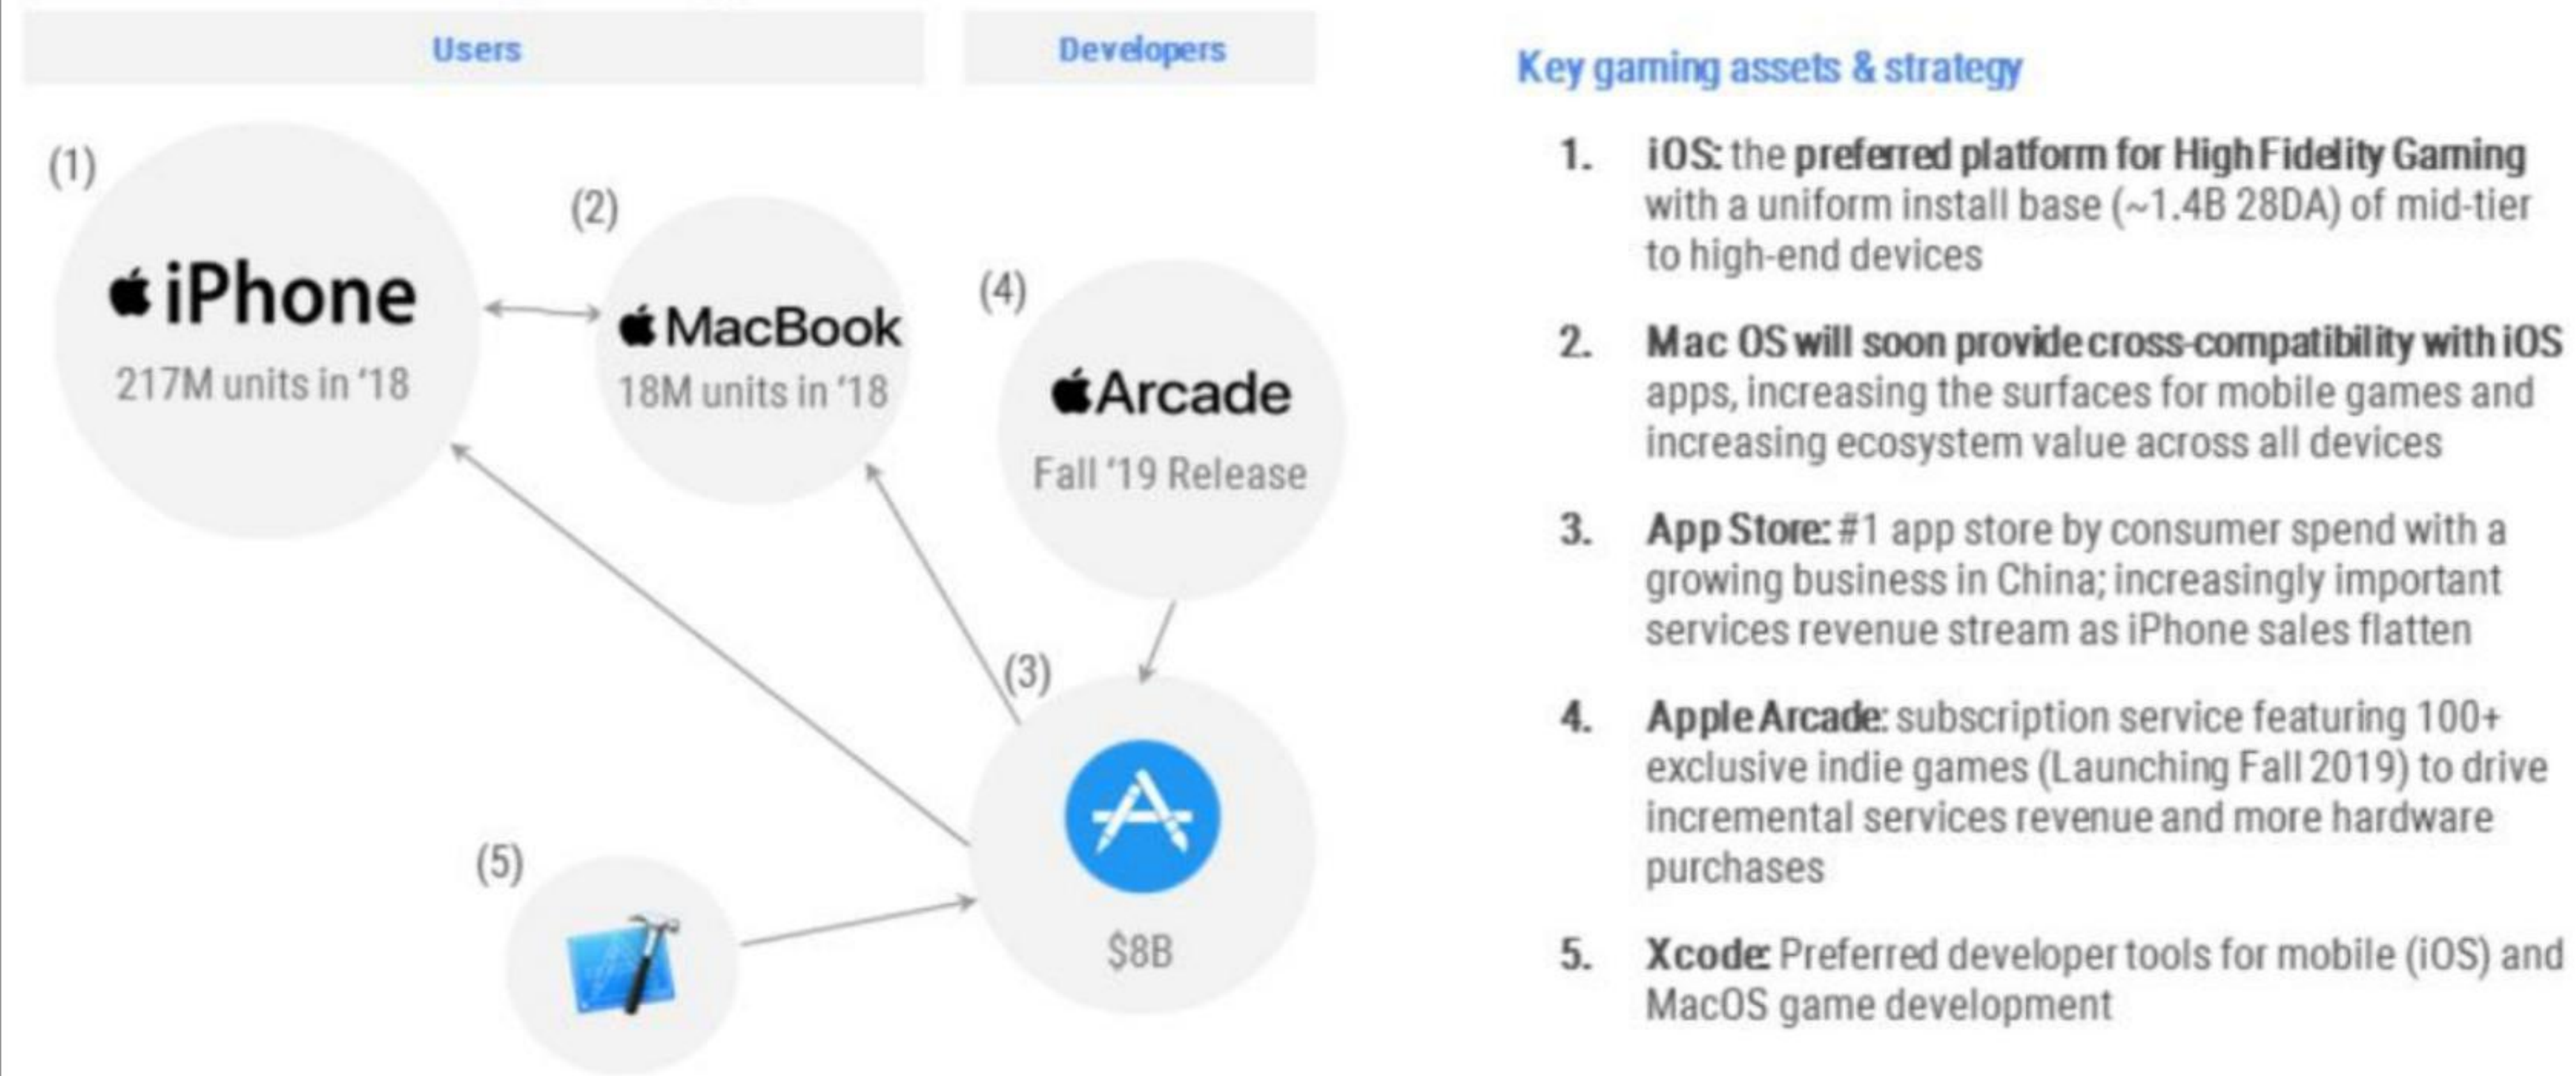 Users
Developers
(1)
iPhone
217M units in ‘18
(2)
MacBook
18M units in ‘18
(4)
Arcade
Fall ‘19 Release
(3)
$8B
(5)
Key gaming assets & strategy
1. iOS: the preferred platform for High Fidelity Gaming
with a uniform install base (~1.4B 28DA) of mid-tier
to high-end devices
2. Mac OS will soon provide cross-compatibility with iOS
apps, increasing the surfaces for mobile games and
increasing ecosystem value across all devices
3. App Store: #1 app store by consumer spend with a
growing business in China; increasingly important
services revenue stream as iPhone sales flatten
4. Apple Arcade: subscription service featuring 100+
exclusive indie games (Launching Fall 2019) to drive
incremental services revenue and more hardware
purchases
5. Xcode: Preferred developer tools for mobile (iOS) and
MacOS game development